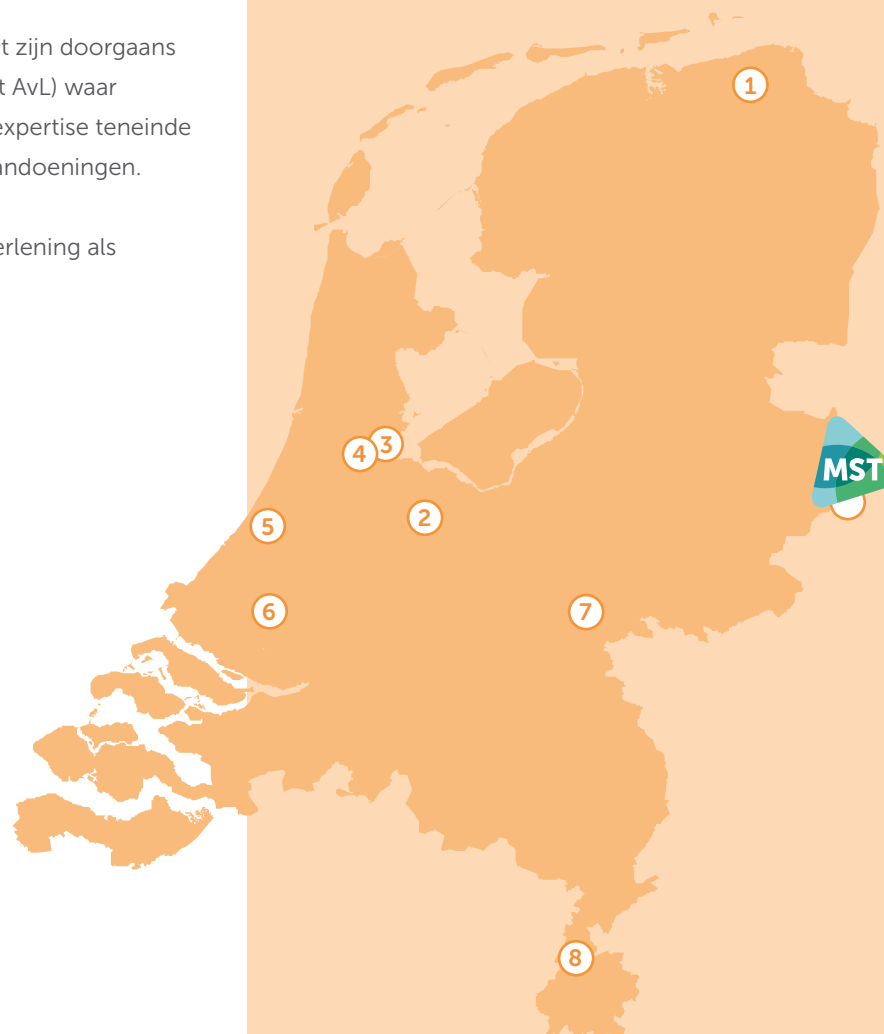 t zijn doorgaans
t AvL) waar
expertise teneinde
andoeningen.
erlening als
1
3
4
MST
2
5
6
7
8